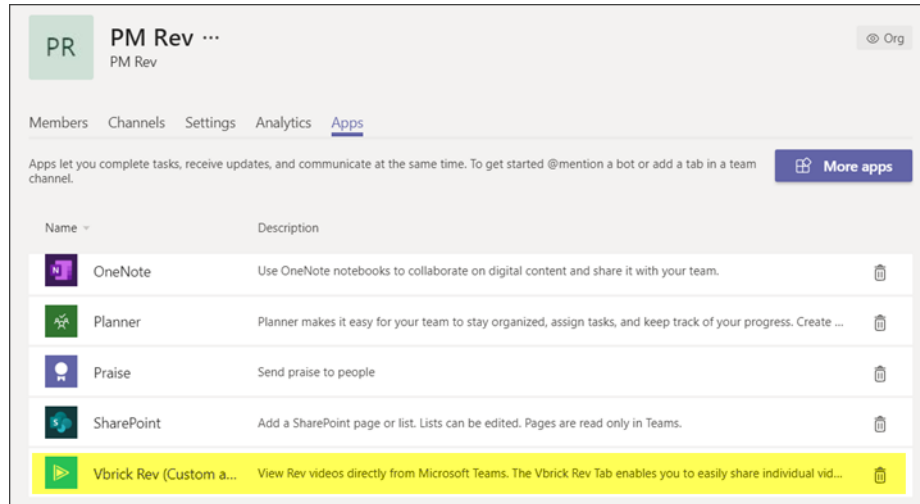 PR
PM Rev ...
PM Rev
Org
Members Channels Settings Analytics Apps
Apps let you complete tasks, receive updates, and communicate at the same time. To get started @mention a bot or add a tab in a team
channel.
More apps
Name Description
N
OneNote Use OneNote notebooks to collaborate on digital content and share it with your team.
Planner Planner makes it easy for your team to stay organized, assign tasks, and keep track of your progress. Create ...
Praise Send praise to people
S
SharePoint Add a SharePoint page or list. Lists can be edited. Pages are read only in Teams.
Vbrick Rev (Custom a... View Rev videos directly from Microsoft Teams. The Vbrick Rev Tab enables you to easily share individual vid...